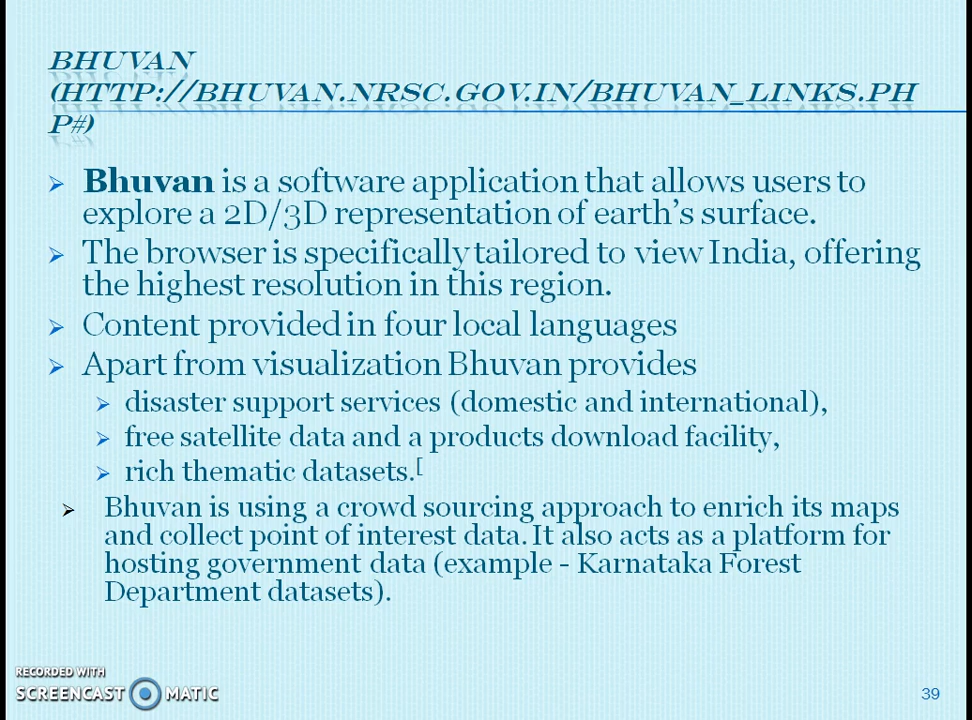 BHUVAN
(HTTP://BHUVAN.NRSC.GOV.IN/BHUVAN_LINKS.PH
P#)
Bhuvan is a software application that allows users to
explore a 2D/3D representation of earth's surface.
The browser is specifically tailored to view India, offering
the highest resolution in this region.
Content provided in four local languages
Apart from visualization Bhuvan provides
disaster support services (domestic and international),
free satellite data and a products download facility,
rich thematic datasets.[
Bhuvan is using a crowd sourcing approach to enrich its maps
and collect point of interest data. It also acts as a platform for
hosting government data (example - Karnataka Forest
Department datasets).
RECORDED WITH
SCREENCAST MATIC
39